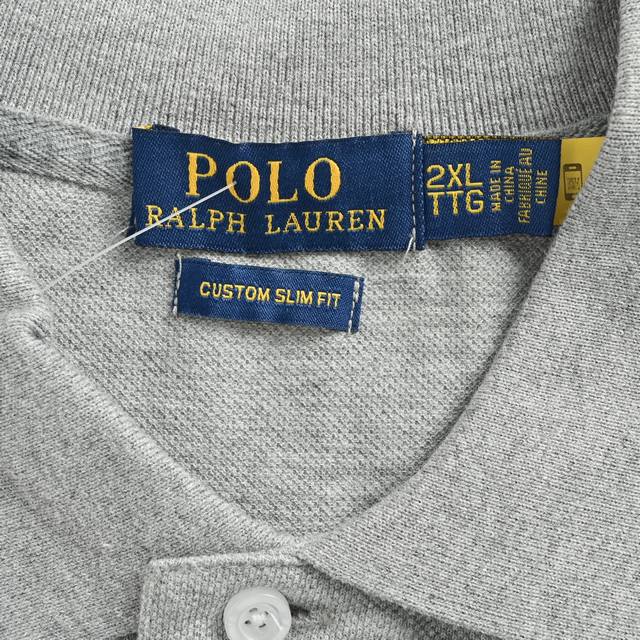 POLO
RALPH LAUREN
2XL
TTG
MADE IN
CHINA
FABRIQUÉ AU
CHINE
CUSTOM SLIM FIT